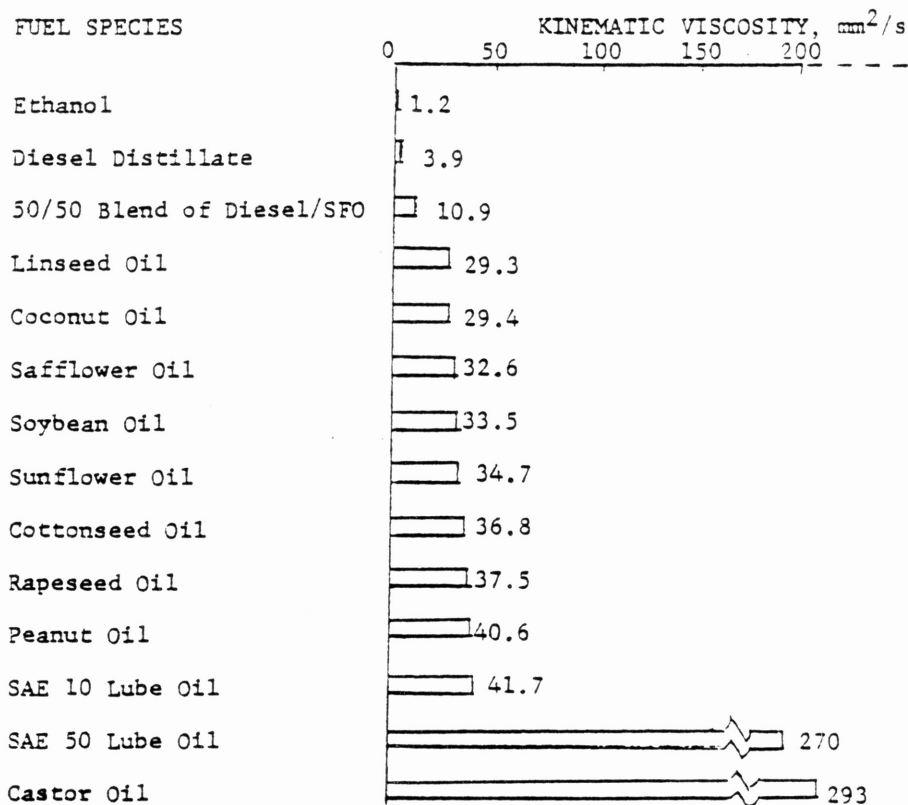 FUEL SPECIES KINEMATIC VISCOSITY, mm²/s
0 50 100 150 200
Ethanol 1.2
Diesel Distillate 3.9
50/50 Blend of Diesel/SFO 10.9
Linseed Oil 29.3
Coconut Oil 29.4
Safflower Oil 32.6
Soybean Oil 33.5
Sunflower Oil 34.7
Cottonseed Oil 36.8
Rapeseed Oil 37.5
Peanut Oil 40.6
SAE 10 Lube Oil 41.7
SAE 50 Lube Oil 270
Castor Oil 293